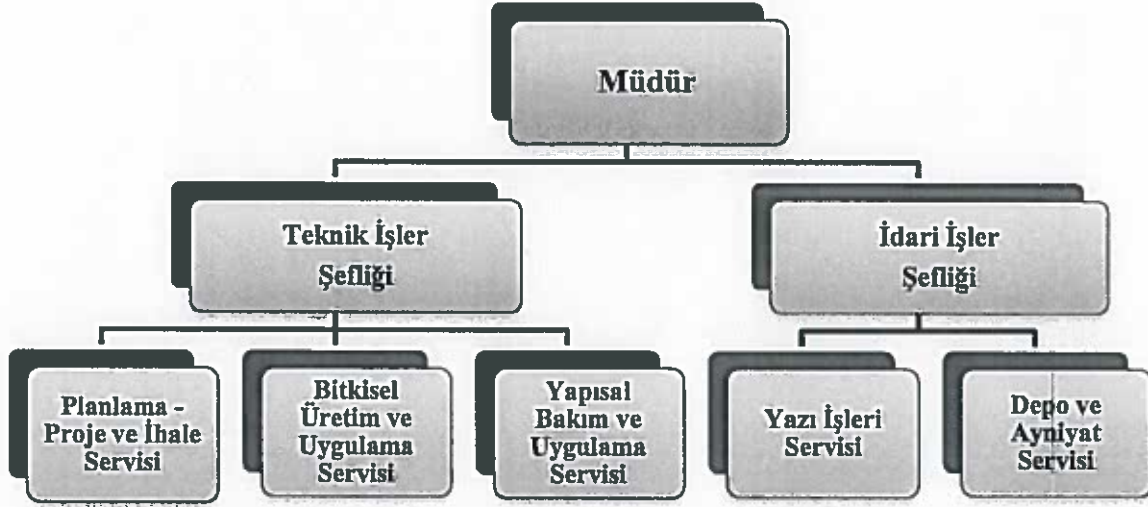 Müdür
Teknik İşler
Şefliği
İdari İşler
Şefliği
Planlama -
Proje ve İhale
Servisi
Bitkisel
Üretim ve
Uygulama
Servisi
Yapısal
Bakım ve
Uygulama
Servisi
Yazı İşleri
Servisi
Depo ve
Ayniyat
Servisi